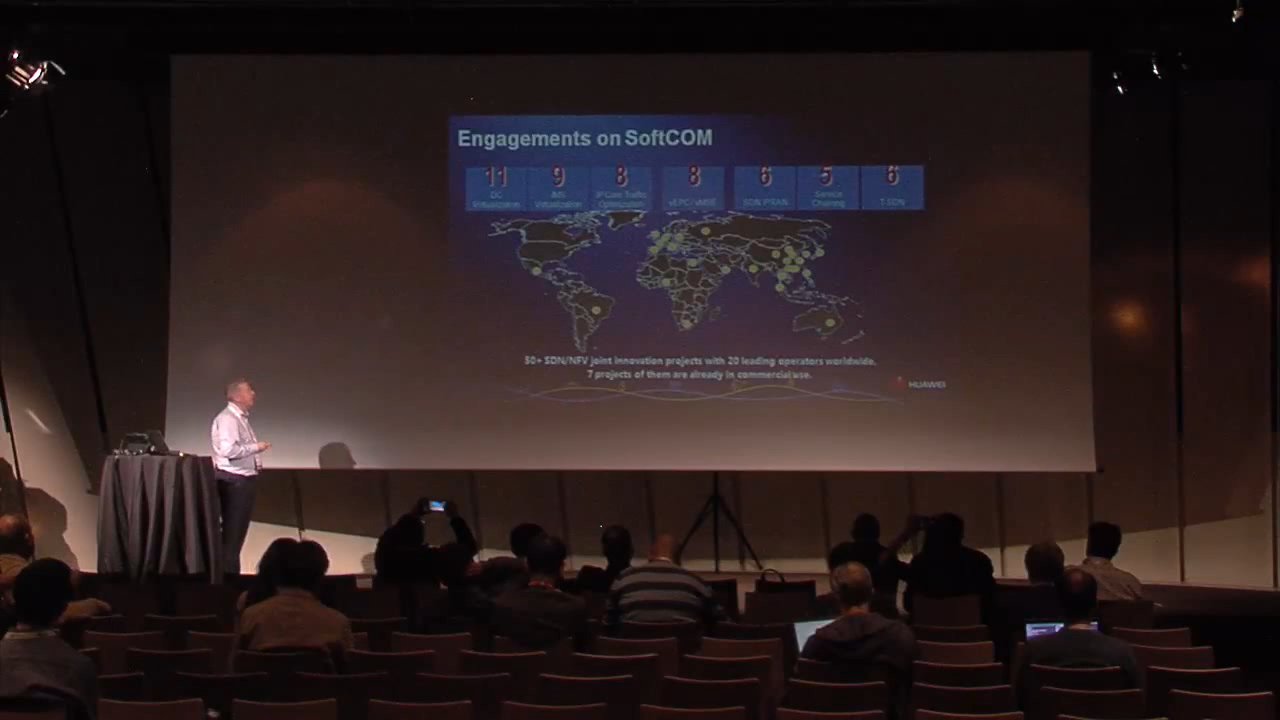 Engagements on SoftCOM
11 9 8 8 6 5 6
DC IMS IP Core Traffic vEPC/vMSE SDN IPRAN Service T-SDN
Virtualization Virtualization Optimization Chaining
50+ SDN/NFV joint innovation projects with 20 leading operators worldwide.
7 projects of them are already in commercial use.
HUAWEI